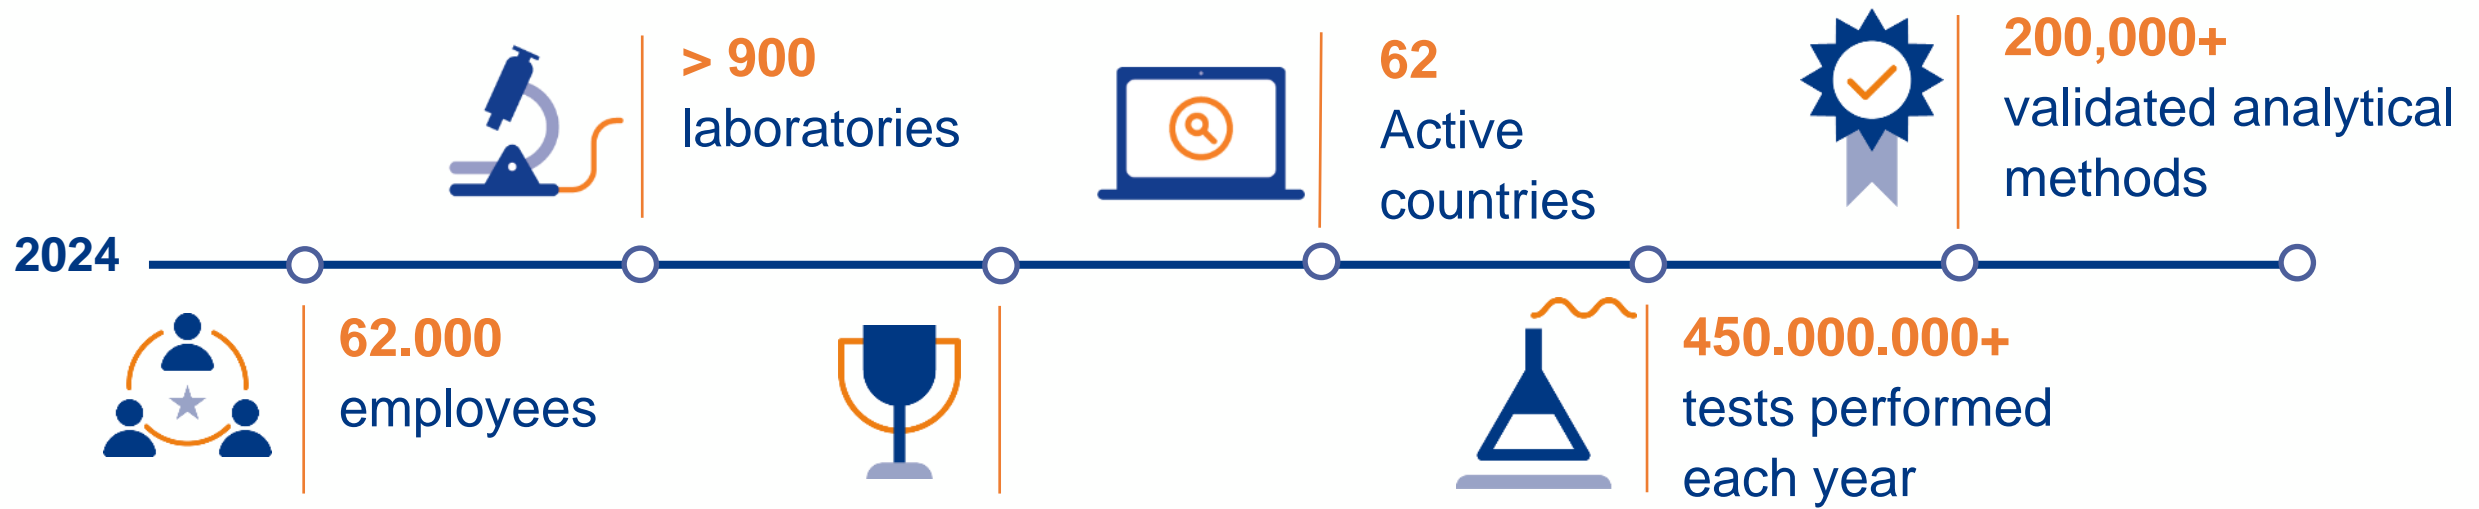 2024
62.000
employees
> 900
laboratories
62
Active
countries
450.000.000+
tests performed
each year
200,000+
validated analytical
methods